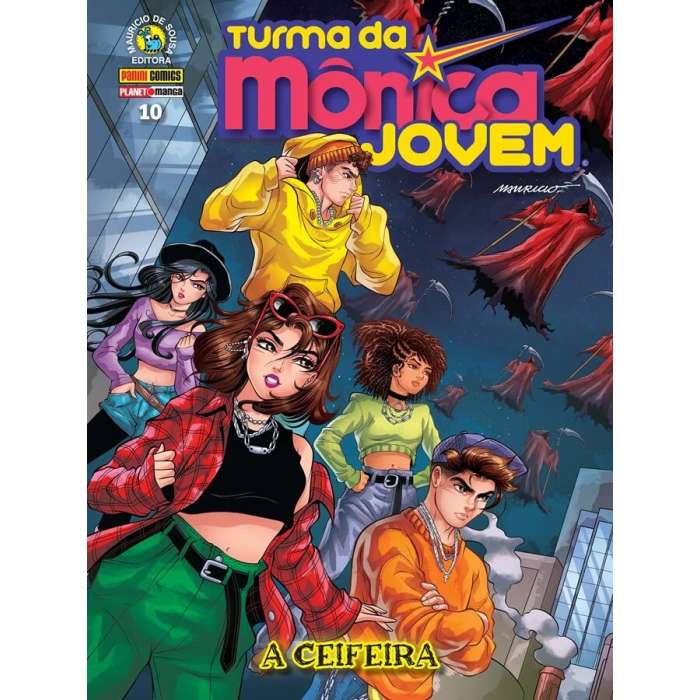 MAURICIO DE SOUSA
EDITORA
PANINI COMICS
PLANET MANGA
10
TURMA DA
MÔNICA
JOVEM
MAURICIO
A CEIFEIRA